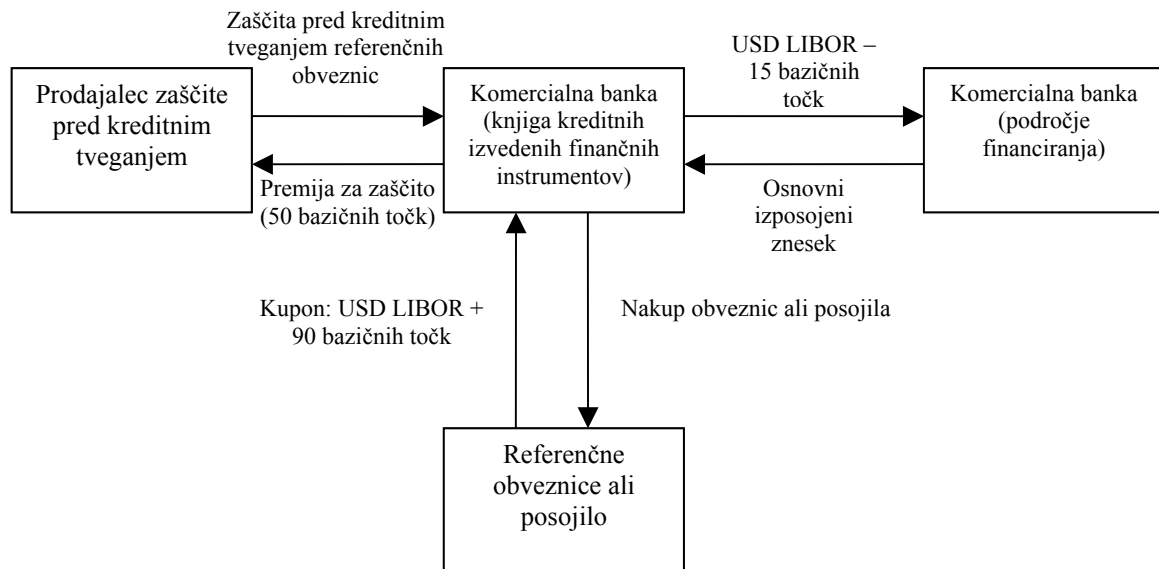 Zaščita pred kreditnim
tveganjem referenčnih
obveznic
USD LIBOR –
15 bazičnih
točk
Prodajalec zaščite
pred kreditnim
tveganjem
Komercialna banka
(knjiga kreditnih
izvedenih finančnih
instrumentov)
Komercialna banka
(področje
financiranja)
Premija za zaščito
(50 bazičnih točk)
Osnovni
izposojeni
znesek
Kupon: USD LIBOR +
90 bazičnih točk
Nakup obveznic ali posojila
Referenčne
obveznice ali
posojilo